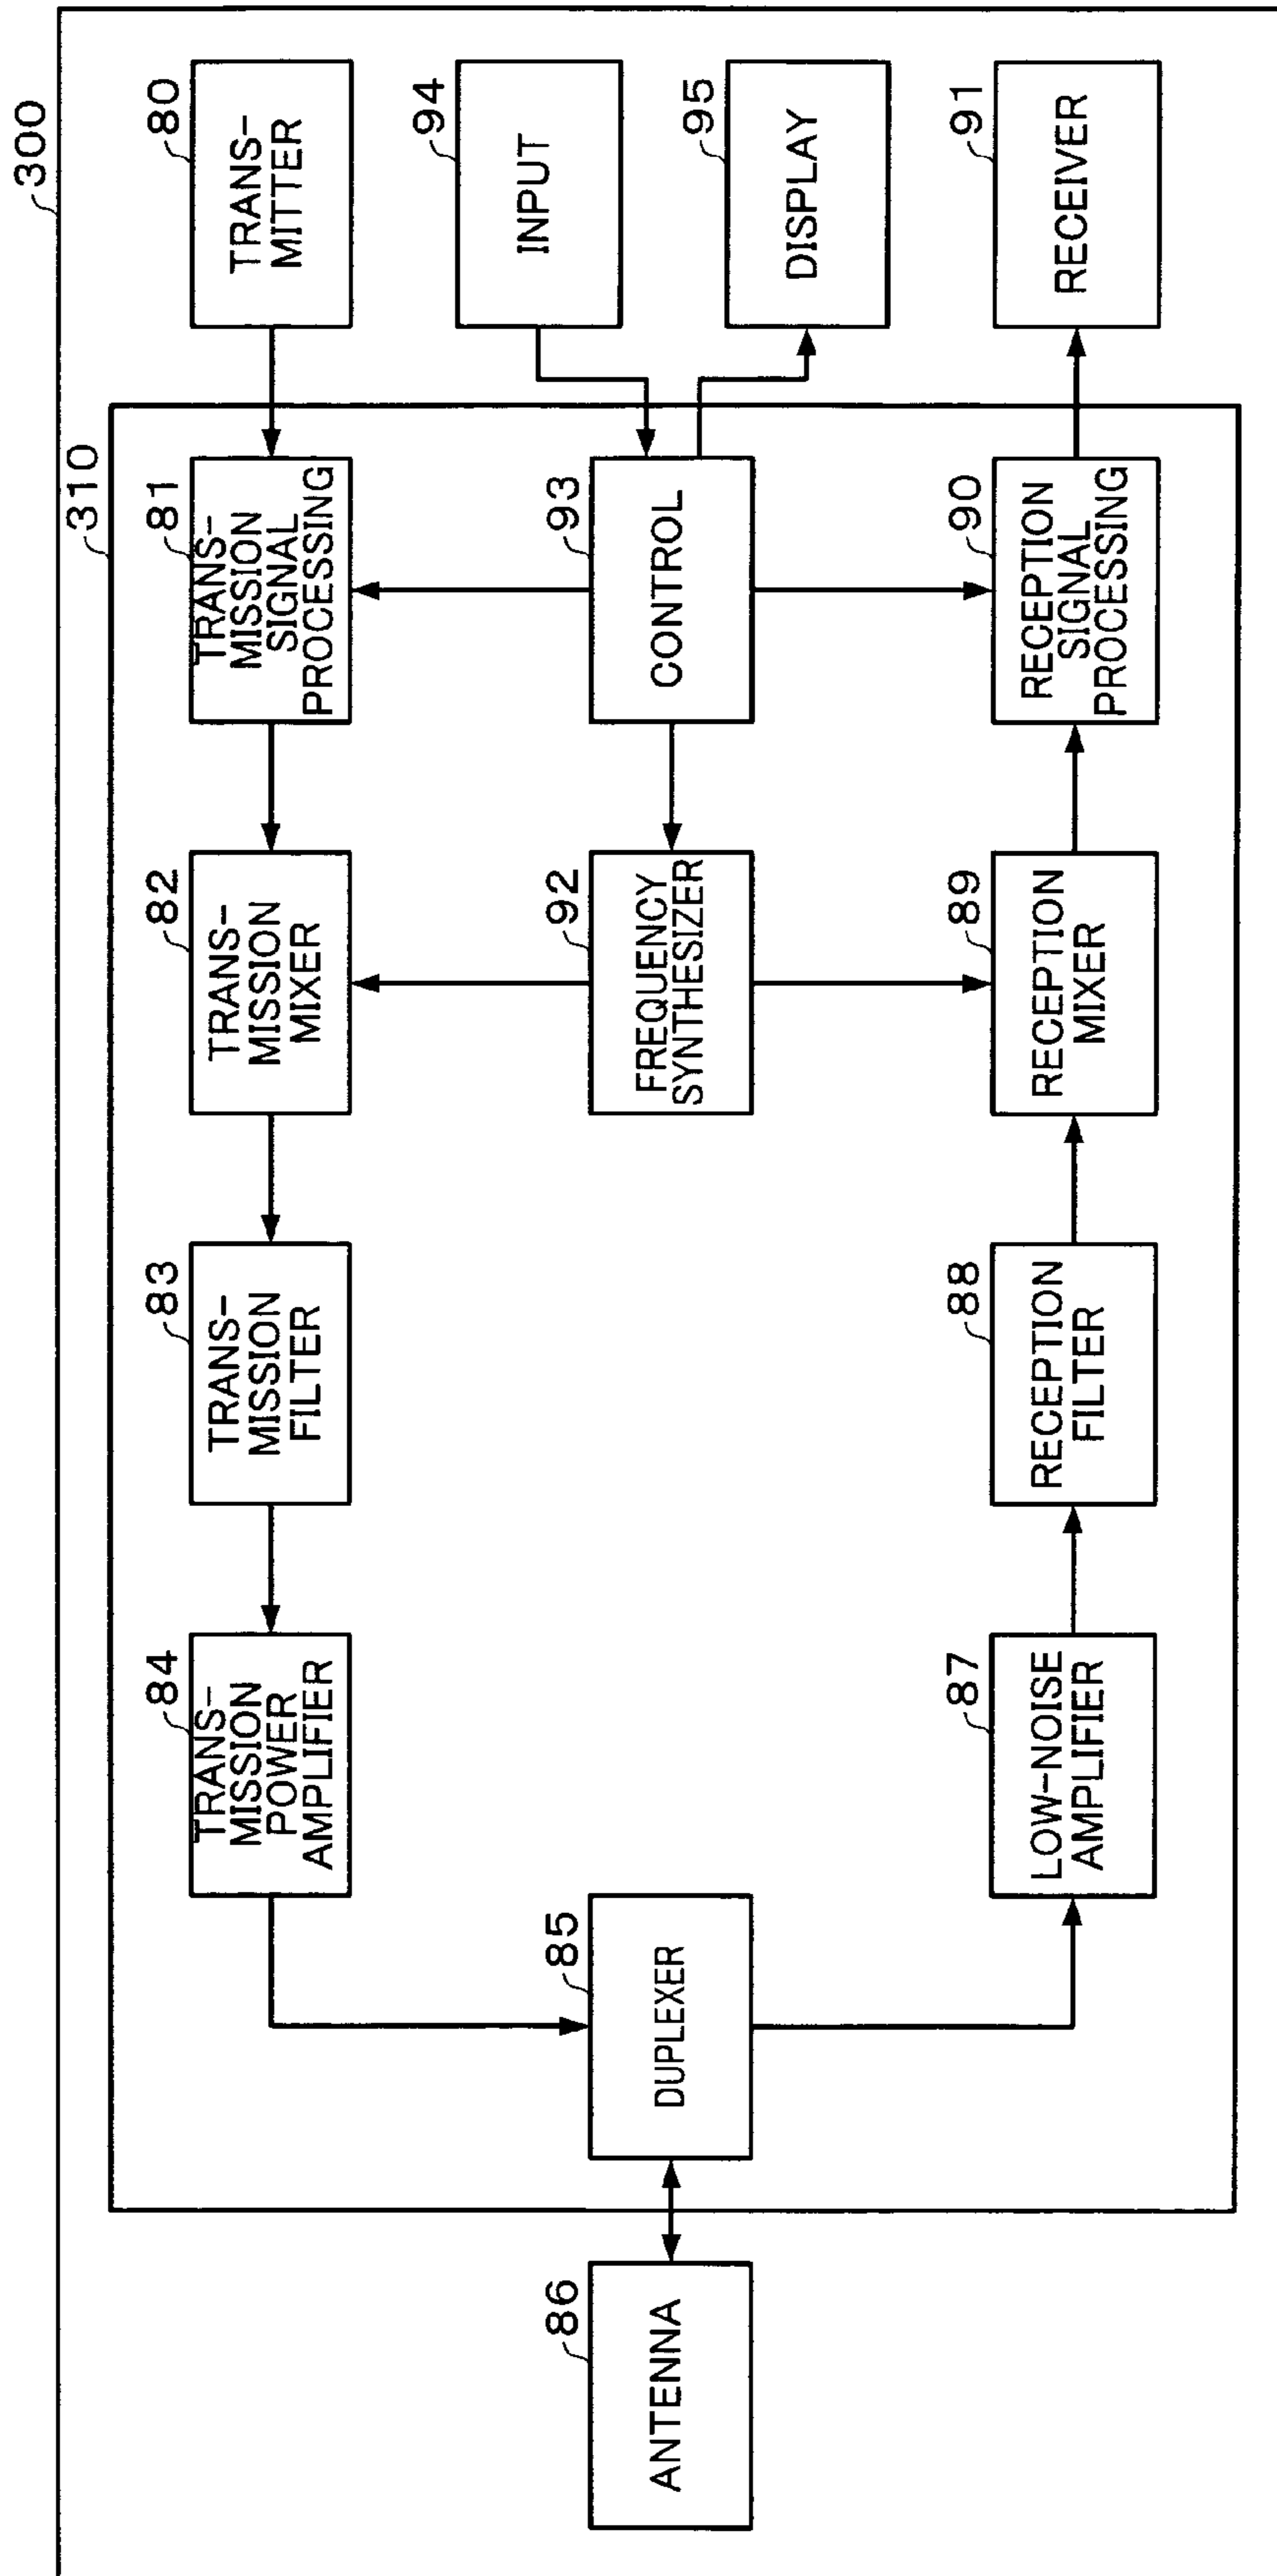 300
310
80
TRANS-
MITTER
94
INPUT
95
DISPLAY
91
RECEIVER
81
TRANS-
MISSION
SIGNAL
PROCESSING
93
CONTROL
90
RECEPTION
SIGNAL
PROCESSING
82
TRANS-
MISSION
MIXER
92
FREQUENCY
SYNTHESIZER
89
RECEPTION
MIXER
83
TRANS-
MISSION
FILTER
88
RECEPTION
FILTER
84
TRANS-
MISSION
POWER
AMPLIFIER
87
LOW-NOISE
AMPLIFIER
85
DUPLEXER
86
ANTENNA